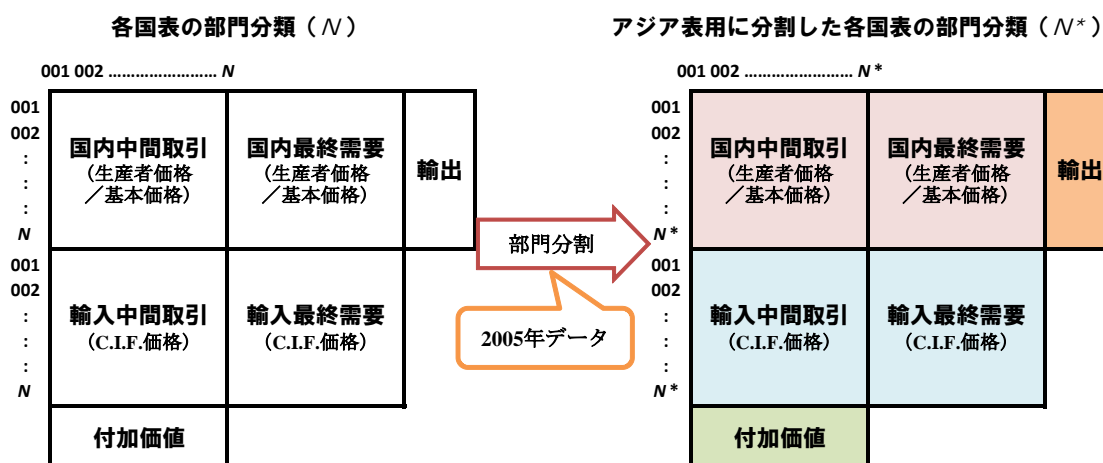 各国表の部門分類（N）
001 002 ........................ N
001
002
:
:
:
N
国内中間取引
（生産者価格
／基本価格）
国内最終需要
（生産者価格
／基本価格）
輸出
001
002
:
:
:
N
輸入中間取引
（C.I.F.価格）
輸入最終需要
（C.I.F.価格）
付加価値
部門分割
2005年データ
アジア表用に分割した各国表の部門分類（N*）
001 002 ........................ N*
001
002
:
:
:
N*
国内中間取引
（生産者価格
／基本価格）
国内最終需要
（生産者価格
／基本価格）
輸出
001
002
:
:
:
N*
輸入中間取引
（C.I.F.価格）
輸入最終需要
（C.I.F.価格）
付加価値